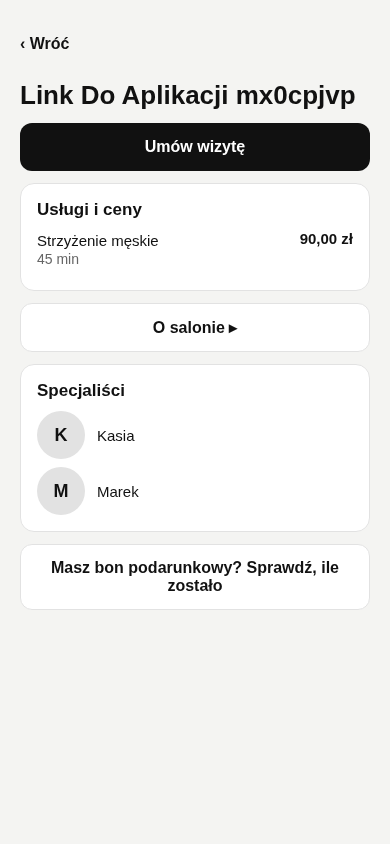 ‹ Wróć
Link Do Aplikacji mx0cpjvp
Umów wizytę
Usługi i ceny
Strzyżenie męskie 90,00 zł
45 min
O salonie ▸
Specjaliści
K Kasia
M Marek
Masz bon podarunkowy? Sprawdź, ile
zostało